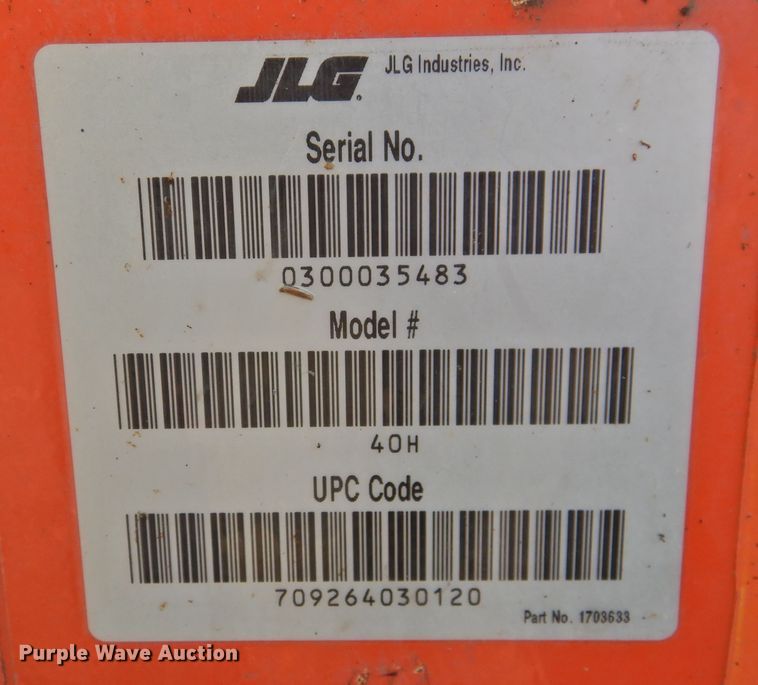 JLG. JLG Industries, Inc.
Serial No.
0300035483
Model #
40H
UPC Code
709264030120
Part No. 1703633
Purple Wave Auction